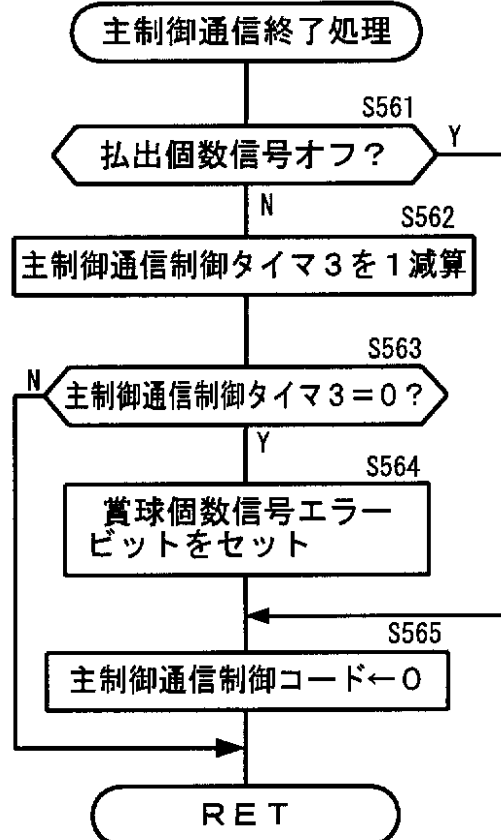 主制御通信終了処理
S561
払出個数信号オフ?
Y
N
S562
主制御通信制御タイマ3を1減算
S563
N
主制御通信制御タイマ3=0?
Y
S564
賞球個数信号エラー
ビットをセット
S565
主制御通信制御コード←0
RET